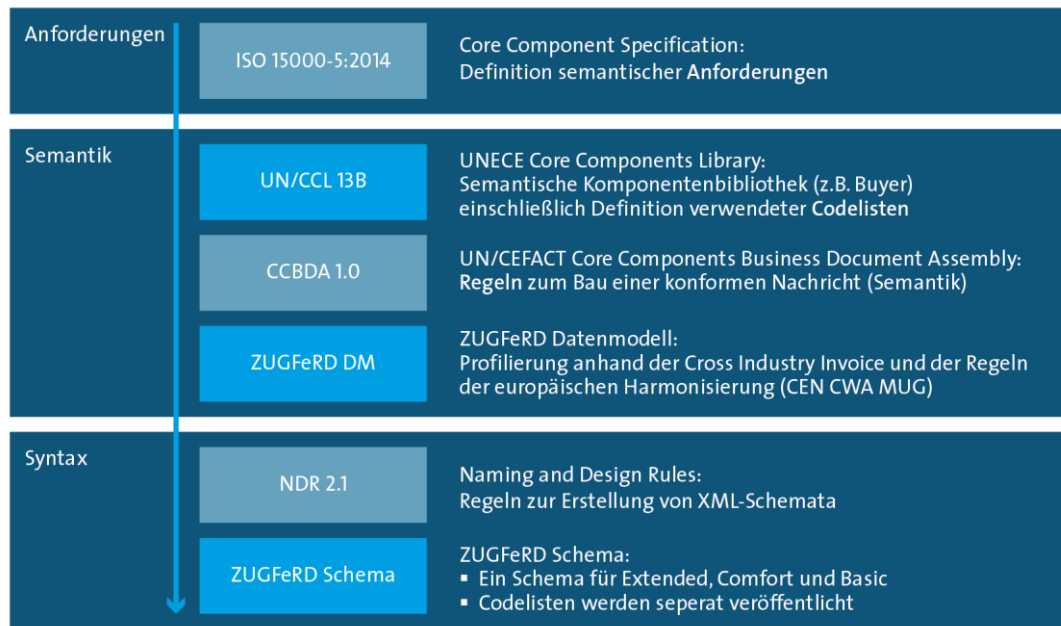 Anforderungen
ISO 15000-5:2014
Core Component Specification:
Definition semantischer Anforderungen
Semantik
UN/CCL 13B
UNECE Core Components Library:
Semantische Komponentenbibliothek (z.B. Buyer)
einschließlich Definition verwendeter Codelisten
CCBDA 1.0
UN/CEFACT Core Components Business Document Assembly:
Regeln zum Bau einer konformen Nachricht (Semantik)
ZUGFeRD DM
ZUGFeRD Datenmodell:
Profilierung anhand der Cross Industry Invoice und der Regeln
der europäischen Harmonisierung (CEN CWA MUG)
Syntax
NDR 2.1
Naming and Design Rules:
Regeln zur Erstellung von XML-Schemata
ZUGFeRD Schema
ZUGFeRD Schema:
▪ Ein Schema für Extended, Comfort und Basic
▪ Codelisten werden seperat veröffentlicht